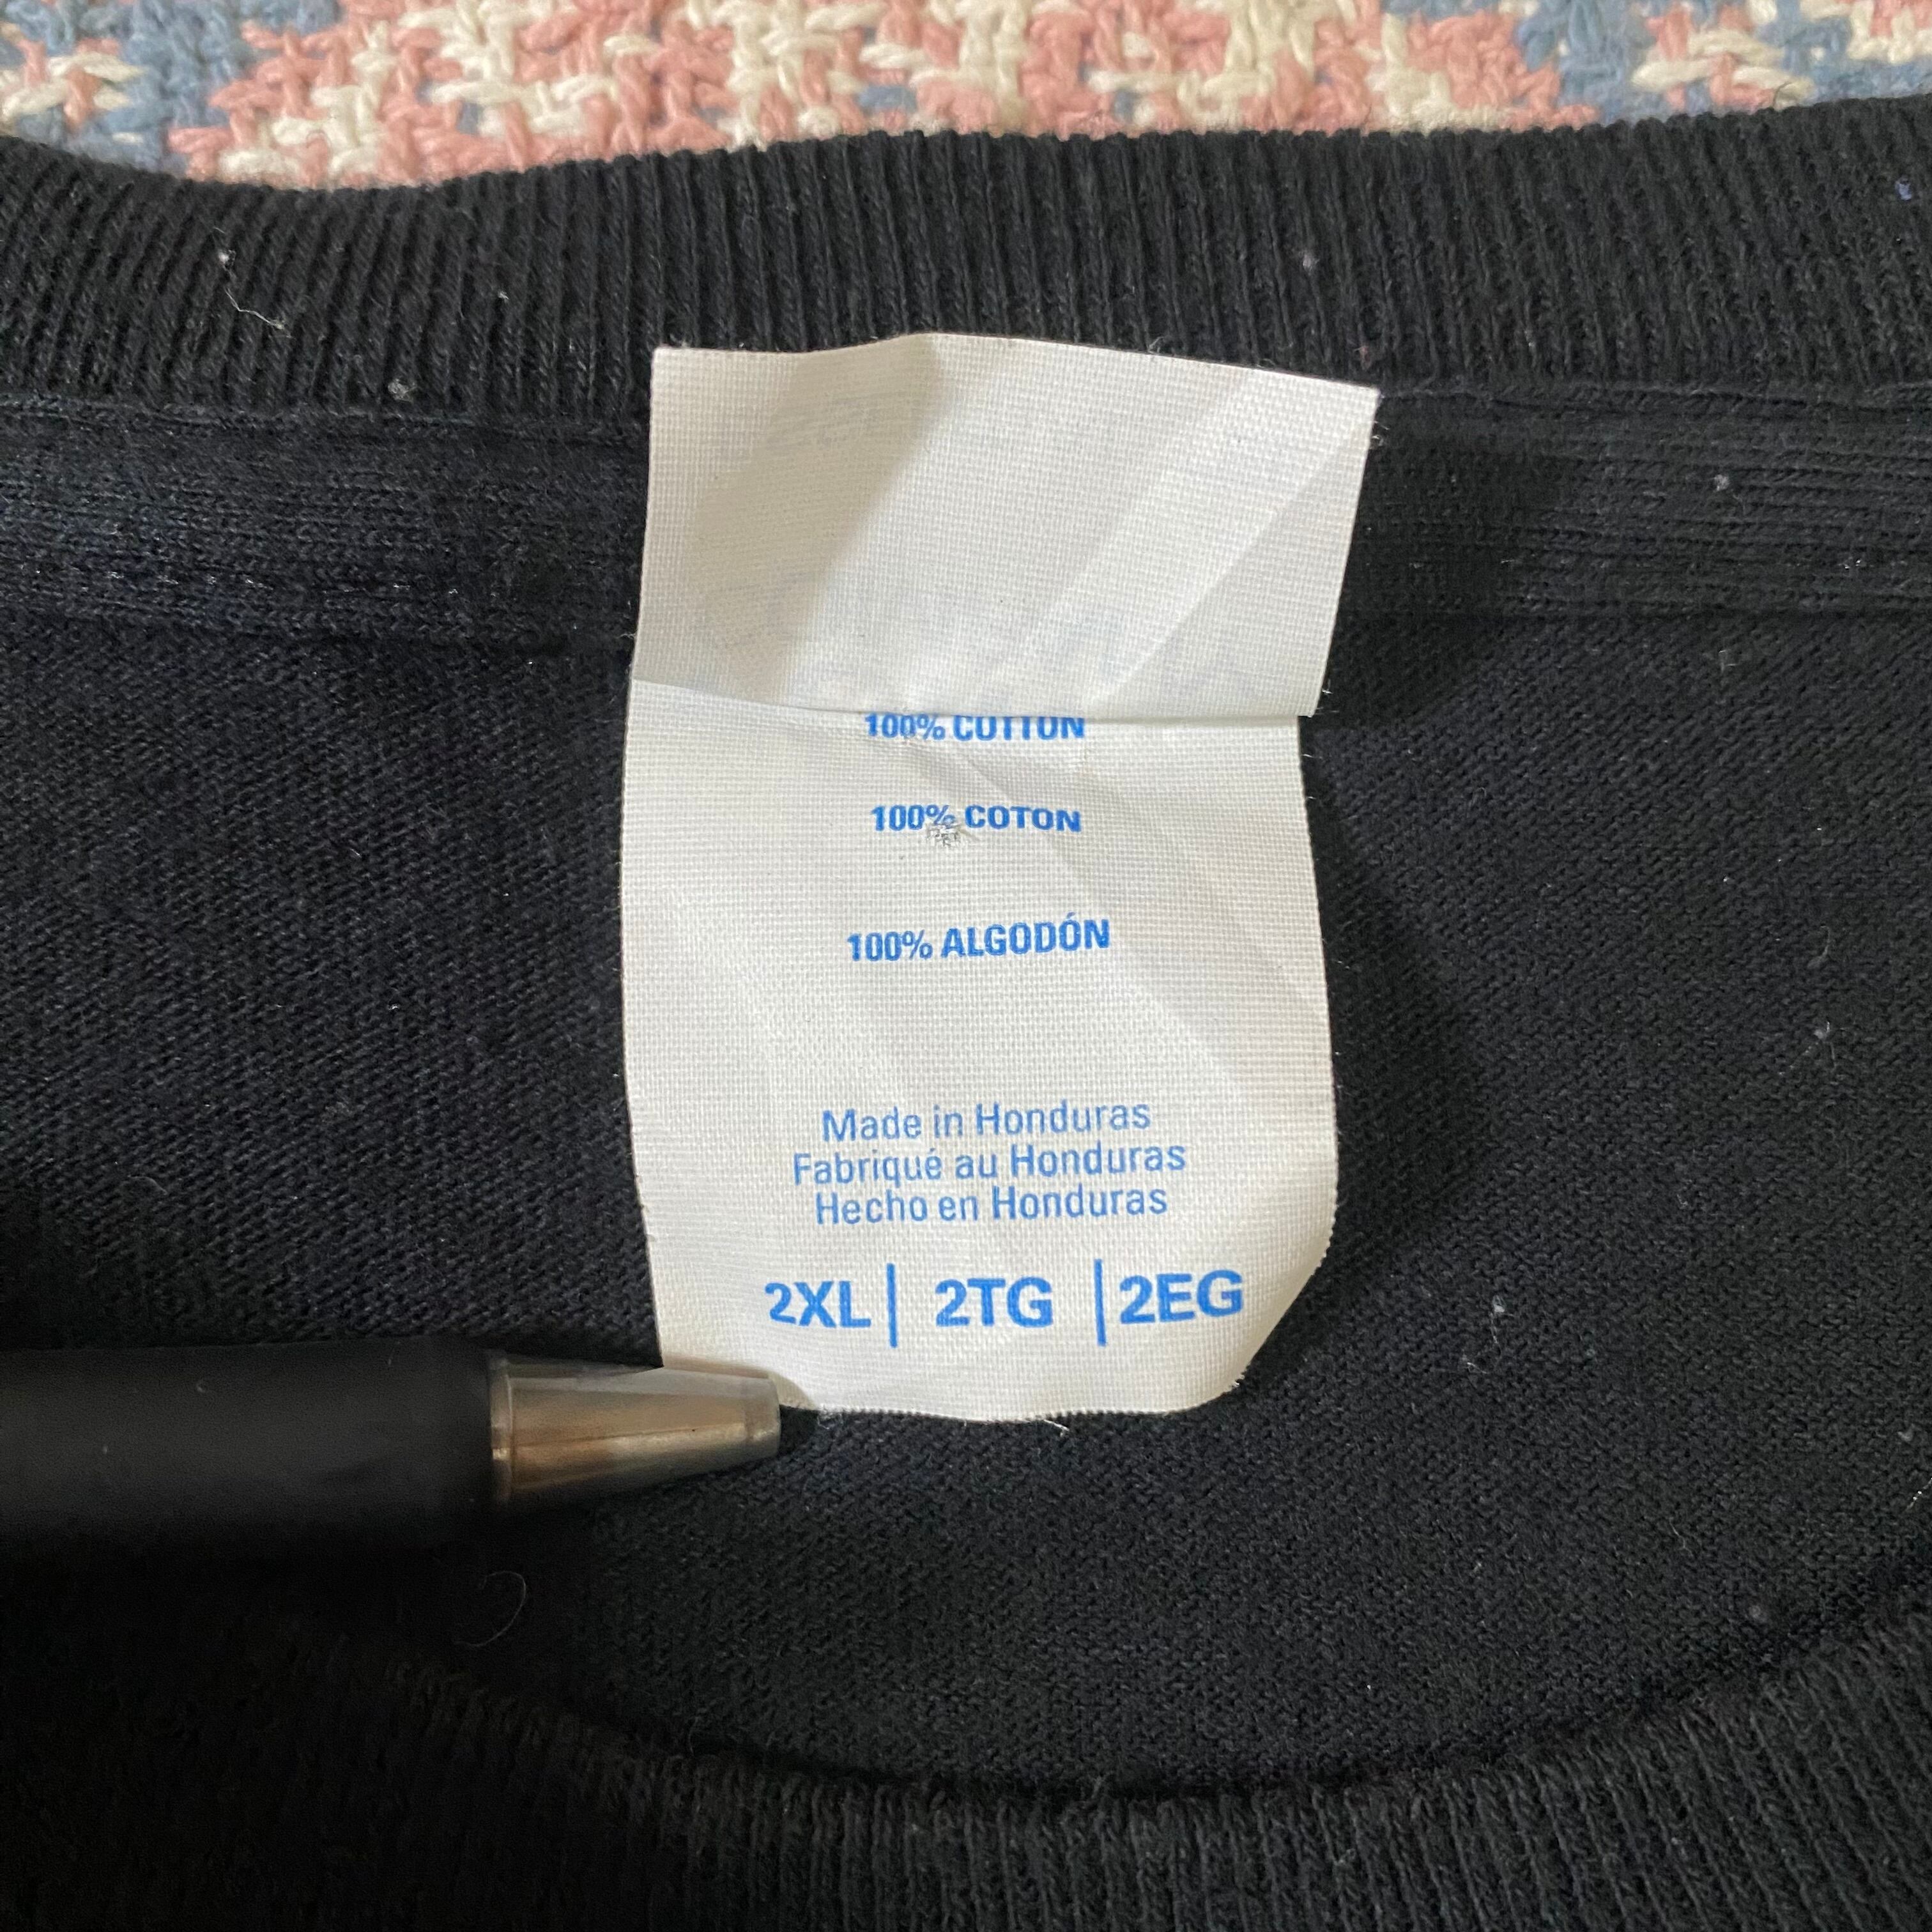 100% COTTON
100% COTON
100% ALGODÓN
Made in Honduras
Fabriqué au Honduras
Hecho en Honduras
2XL | 2TG | 2EG